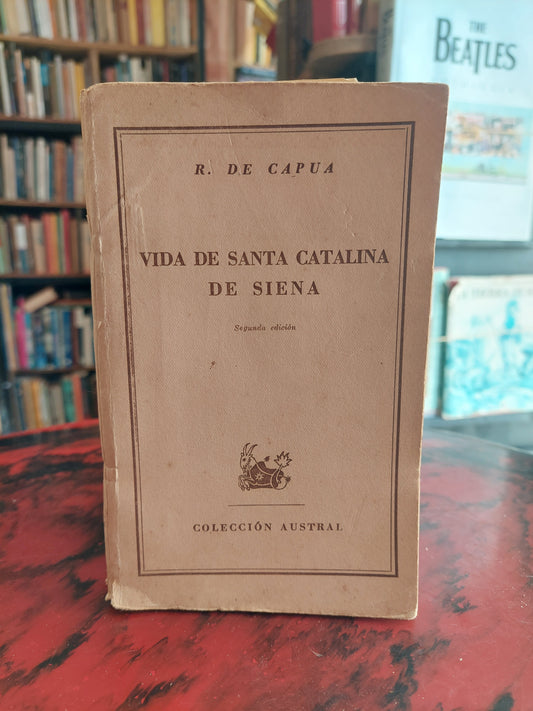 R. DE CAPUA
VIDA DE SANTA CATALINA
DE SIENA
Segunda edición
COLECCIÓN AUSTRAL
THE
BEATLES